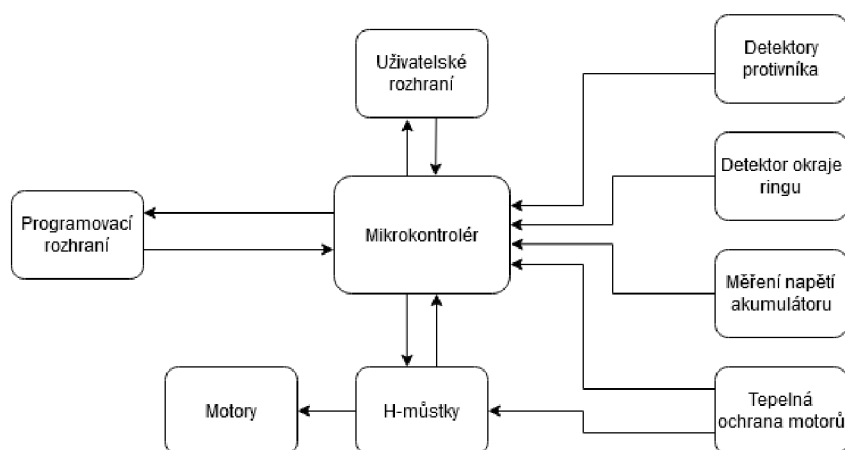 Uživatelské
rozhraní
Detektory
protivníka
Detektor okraje
ringu
Programovací
rozhraní
Mikrokontrolér
Měření napětí
akumulátoru
Motory
H-můstky
Tepelná
ochrana motorů